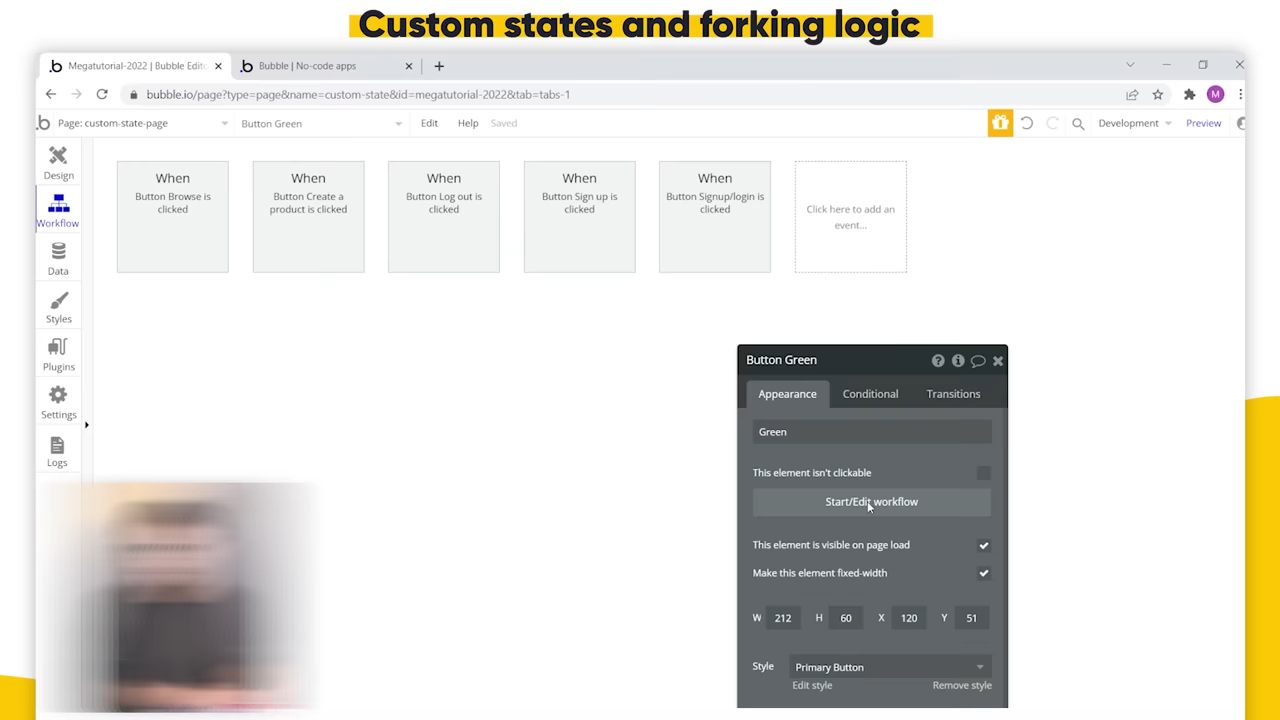 Custom states and forking logic
Megatutorial-2022 | Bubble Edito
Bubble | No-code apps
bubble.io/page?type=page&name=custom-state&id=megatutorial-2022&tab=tabs-1
M
Page: custom-state-page
Button Green
Edit
Help
Saved
Development
Preview
Design
Workflow
Data
Styles
Plugins
Settings
Logs
When
Button Browse is
clicked
When
Button Create a
product is clicked
When
Button Log out is
clicked
When
Button Sign up is
clicked
When
Button Signup/login is
clicked
Click here to add an
event...
Button Green
Appearance
Conditional
Transitions
Green
This element isn't clickable
Start/Edit workflow
This element is visible on page load
Make this element fixed-width
W 212 H 60 X 120 Y 51
Style Primary Button
Edit style
Remove style